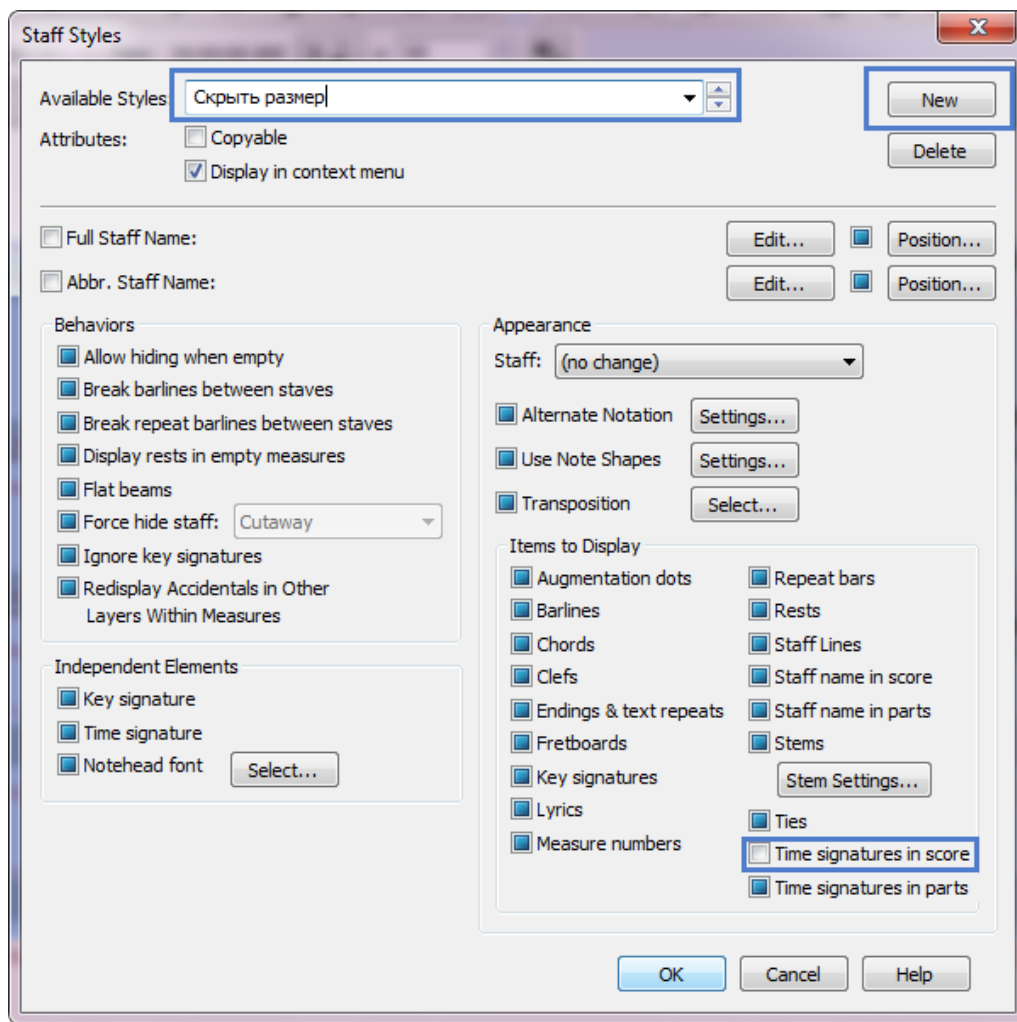 Staff Styles
Available Styles: Скрыть размер New
Attributes: Copyable Delete
Display in context menu
Full Staff Name: Edit... Position...
Abbr. Staff Name: Edit... Position...
Behaviors
Allow hiding when empty
Break barlines between staves
Break repeat barlines between staves
Display rests in empty measures
Flat beams
Force hide staff: Cutaway
Ignore key signatures
Redisplay Accidentals in Other
Layers Within Measures
Independent Elements
Key signature
Time signature
Notehead font Select...
Appearance
Staff: (no change)
Alternate Notation Settings...
Use Note Shapes Settings...
Transposition Select...
Items to Display
Augmentation dots
Barlines
Chords
Clefs
Endings & text repeats
Fretboards
Key signatures
Lyrics
Measure numbers
Repeat bars
Rests
Staff Lines
Staff name in score
Staff name in parts
Stems
Stem Settings...
Ties
Time signatures in score
Time signatures in parts
OK Cancel Help